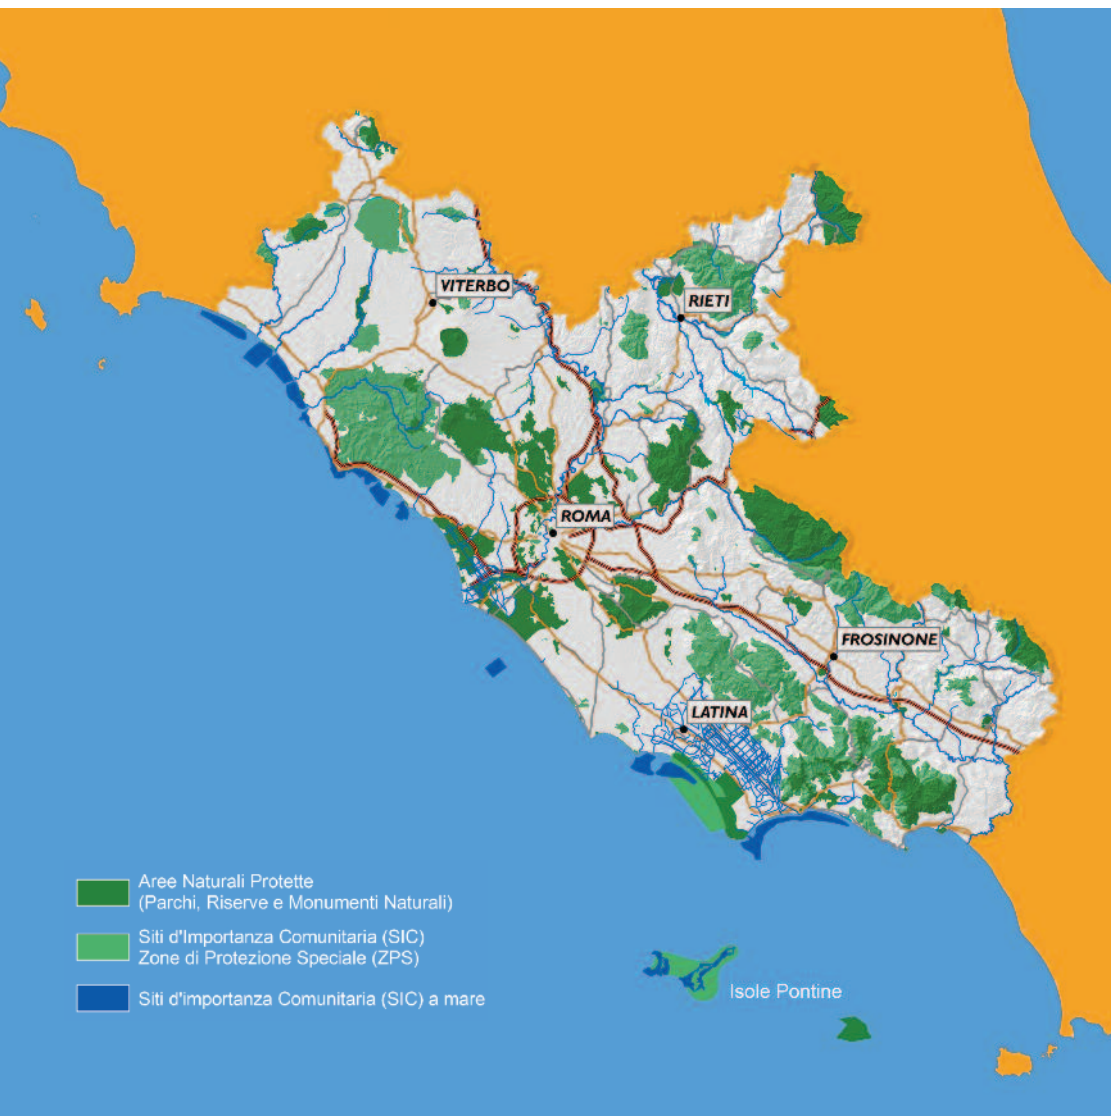 VITERBO
RIETI
ROMA
FROSINONE
LATINA
Aree Naturali Protette
(Parchi, Riserve e Monumenti Naturali)
Siti d'Importanza Comunitaria (SIC)
Zone di Protezione Speciale (ZPS)
Siti d'importanza Comunitaria (SIC) a mare
Isole Pontine